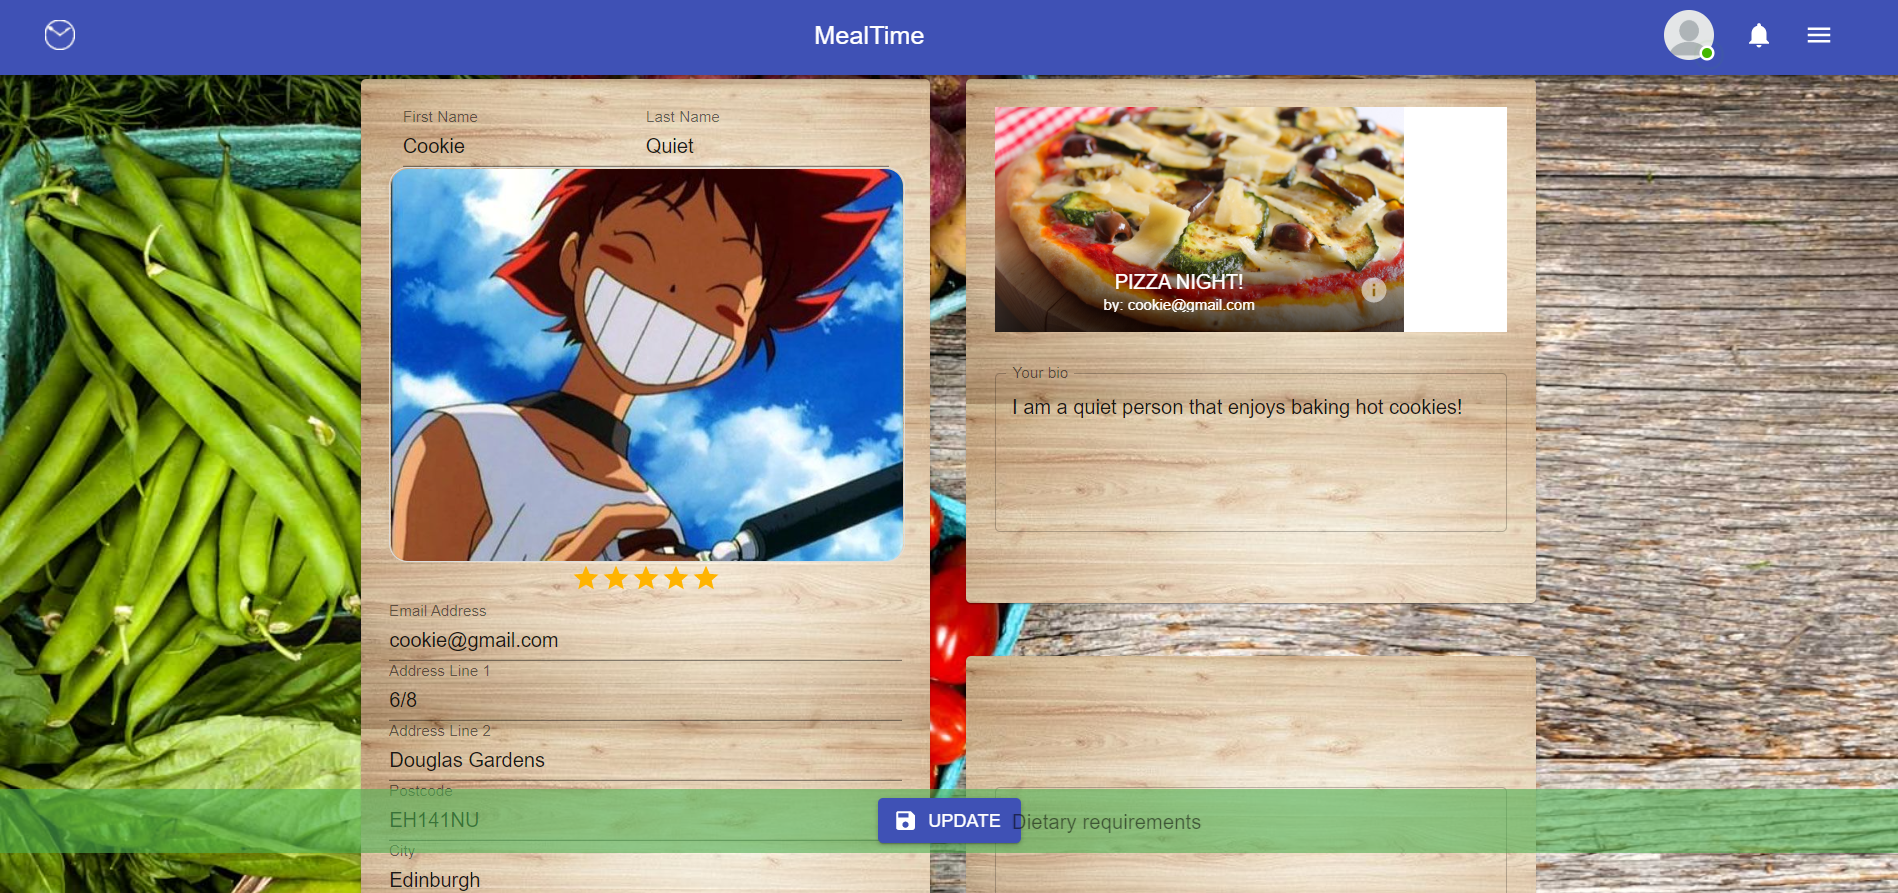 MealTime
First Name
Last Name
Cookie
Quiet
Email Address
cookie@gmail.com
Address Line 1
6/8
Address Line 2
Douglas Gardens
Postcode
EH141NU
City
Edinburgh
PIZZA NIGHT!
by: cookie@gmail.com
Your bio
I am a quiet person that enjoys baking hot cookies!
Dietary requirements
UPDATE